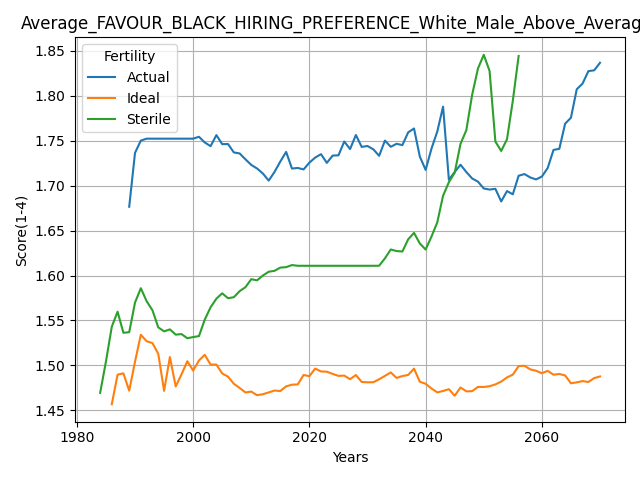 Average_FAVOUR_BLACK_HIRING_PREFERENCE_White_Male_Above_Averag
Fertility
Actual
Ideal
Sterile
Score(1-4)
1.85
1.80
1.75
1.70
1.65
1.60
1.55
1.50
1.45
1980 2000 2020 2040 2060
Years